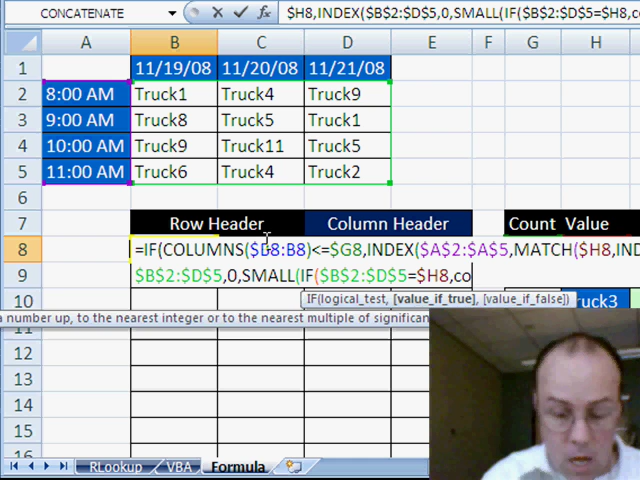 CONCATENATE
$H8,INDEX($B$2:$D$5,0,SMALL(IF($B$2:$D$5=$H8,co
A B C D E F G H
1 11/19/08 11/20/08 11/21/08
2 8:00 AM Truck1 Truck4 Truck9
3 9:00 AM Truck8 Truck5 Truck1
4 10:00 AM Truck9 Truck11 Truck5
5 11:00 AM Truck6 Truck4 Truck2
6
7 Row Header Column Header Count Value
8 =IF(COLUMNS($B8:B8)<=$G8,INDEX($A$2:$A$5,MATCH($H8,IND
9 $B$2:$D$5,0,SMALL(IF($B$2:$D$5=$H8,co
10 IF(logical_test, [value_if_true], [value_if_false]) Truck3
a number up, to the nearest integer or to the nearest multiple of significan
11
12
13
14
15
16
RLookup VBA Formula